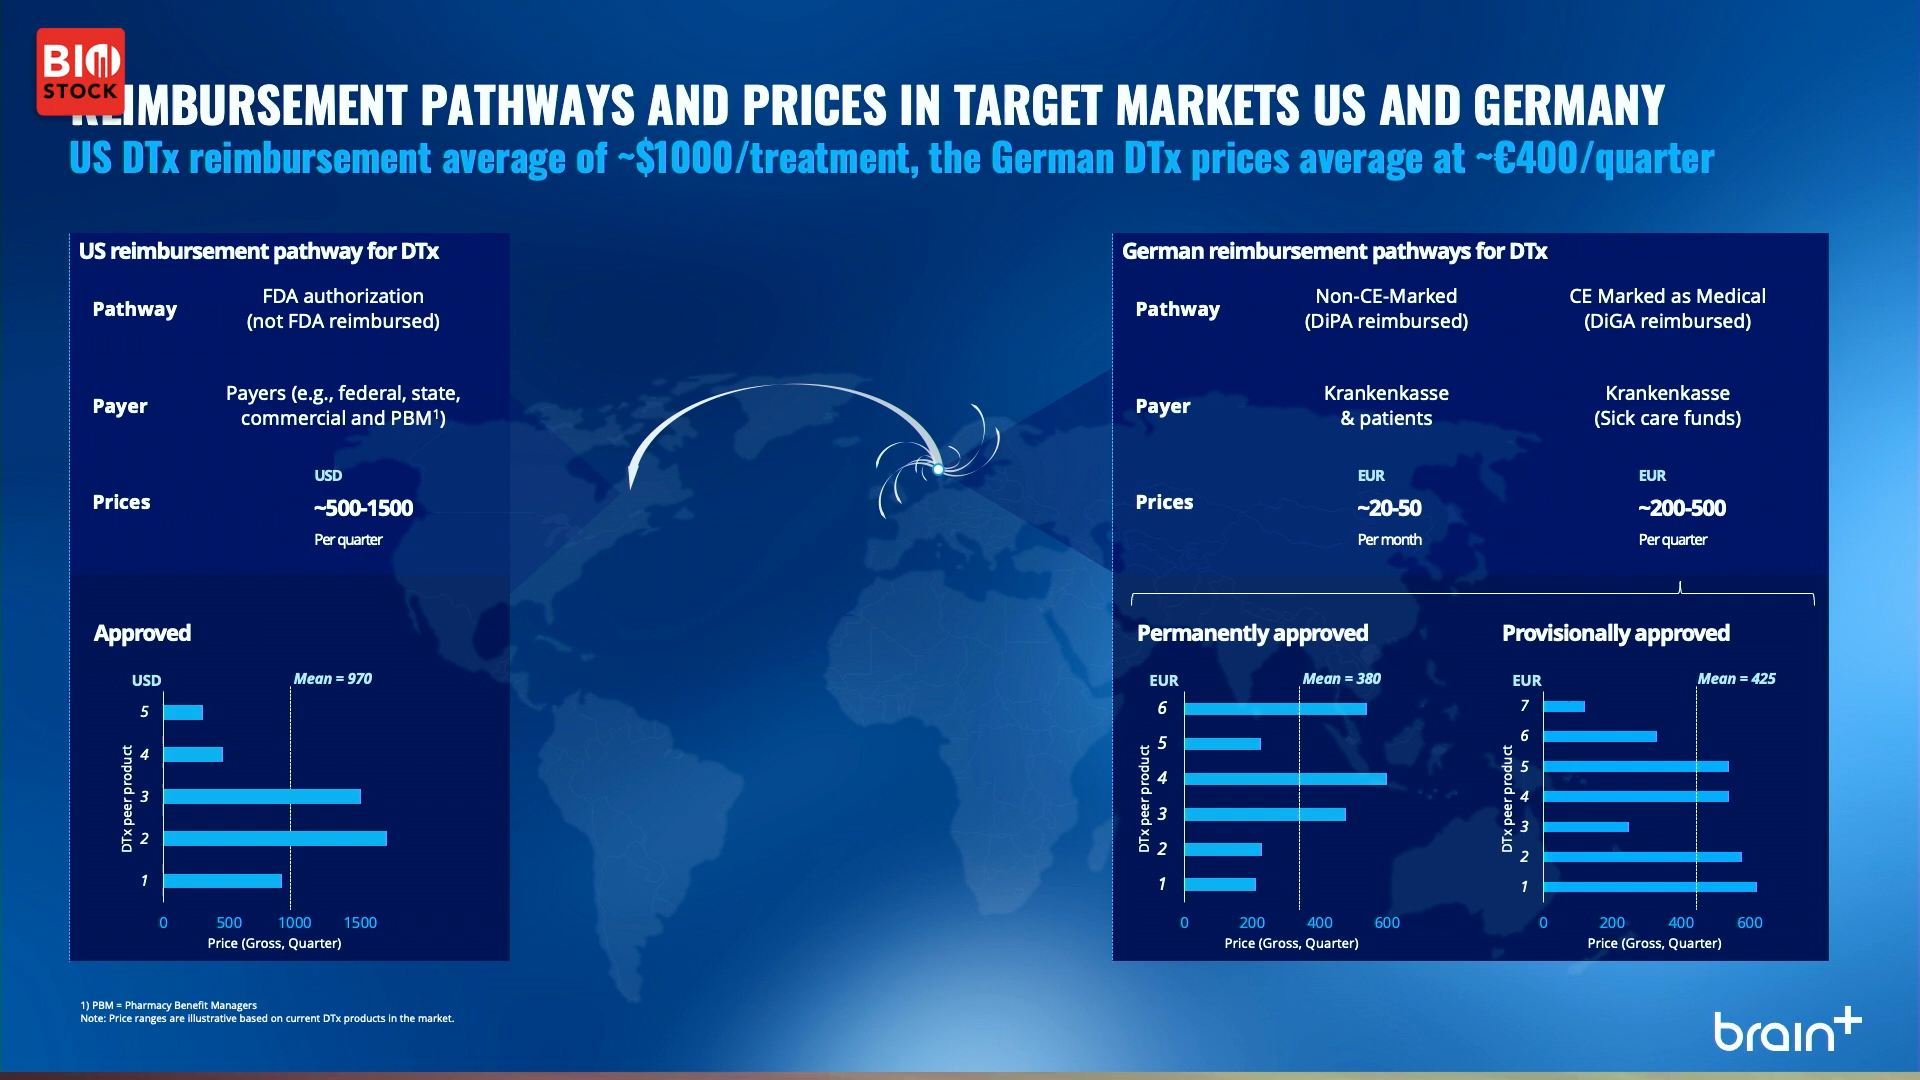 BIO
STOCK
REIMBURSEMENT PATHWAYS AND PRICES IN TARGET MARKETS US AND GERMANY
US DTx reimbursement average of ~$1000/treatment, the German DTx prices average at ~€400/quarter
US reimbursement pathway for DTx
Pathway
FDA authorization
(not FDA reimbursed)
Payer
Payers (e.g., federal, state,
commercial and PBM¹)
Prices
USD
~500-1500
Per quarter
Approved
USD
Mean = 970
5
4
3
2
1
DTx peer product
0 500 1000 1500
Price (Gross, Quarter)
German reimbursement pathways for DTx
Pathway
Non-CE-Marked
(DiPA reimbursed)
CE Marked as Medical
(DiGA reimbursed)
Payer
Krankenkasse
& patients
Krankenkasse
(Sick care funds)
Prices
EUR
~20-50
Per month
EUR
~200-500
Per quarter
Permanently approved
EUR
Mean = 380
6
5
4
3
2
1
DTx peer product
0 200 400 600
Price (Gross, Quarter)
Provisionally approved
EUR
Mean = 425
7
6
5
4
3
2
1
DTx peer product
0 200 400 600
Price (Gross, Quarter)
1) PBM = Pharmacy Benefit Managers
Note: Price ranges are illustrative based on current DTx products in the market.
brain+